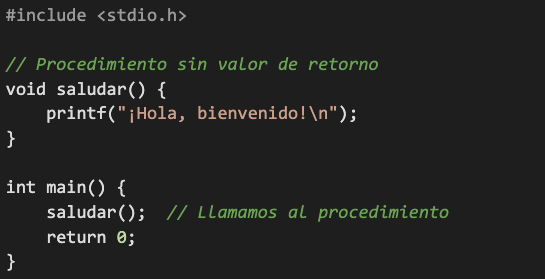 #include <stdio.h>
// Procedimiento sin valor de retorno
void saludar() {
    printf("¡Hola, bienvenido!\n");
}
int main() {
    saludar();  // Llamamos al procedimiento
    return 0;
}